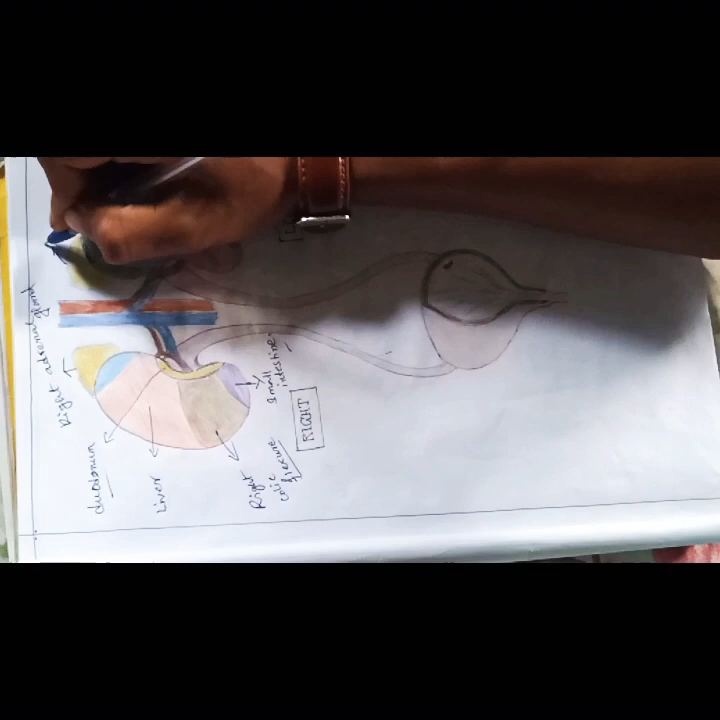 Right adrenal gland
duodenum
Liver
Right
colic
flexure
Small
intestine
RIGHT